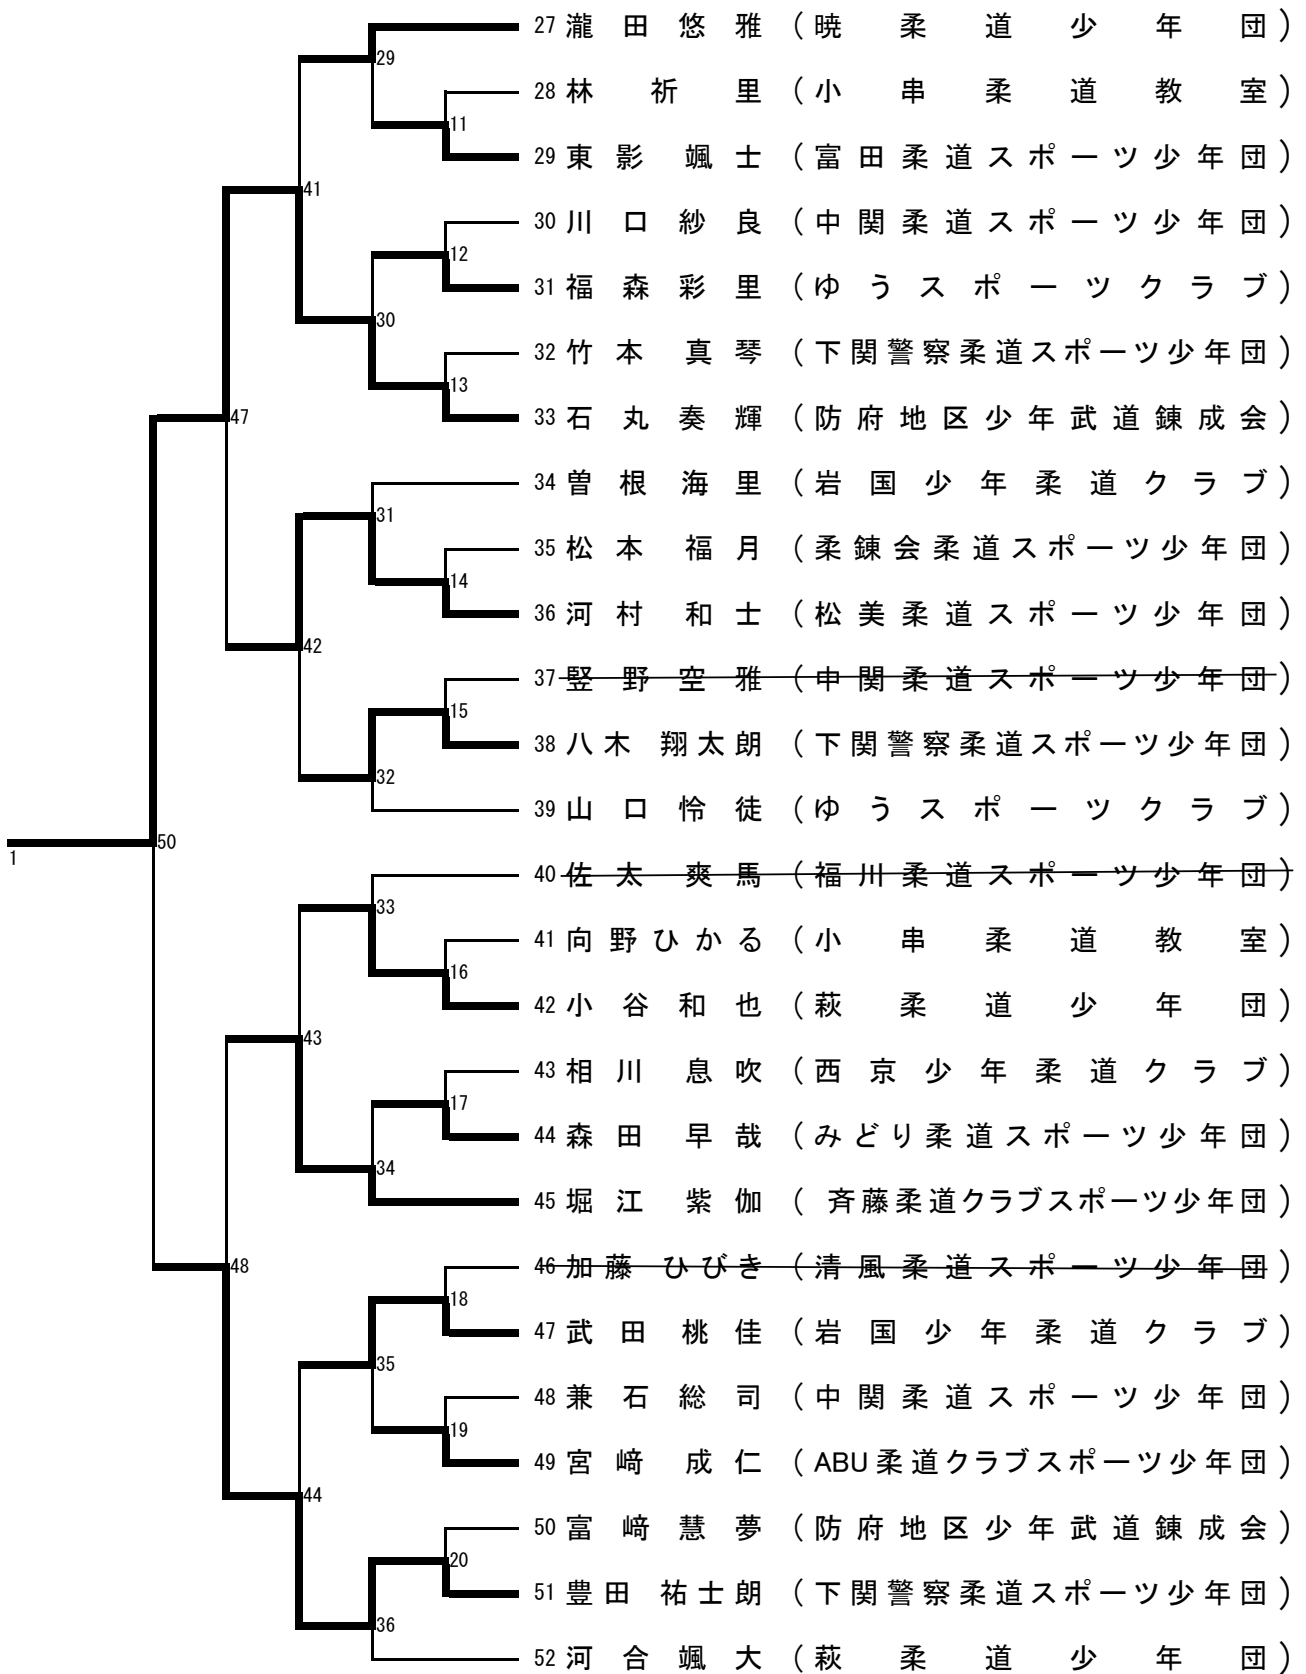 27 瀧田悠雅 (暁柔道少年団)
29
28 林祈里 (小串柔道教室)
11
29 東影颯士 (富田柔道スポーツ少年団)
41
30 川口紗良 (中関柔道スポーツ少年団)
12
31 福森彩里 (ゆうスポーツクラブ)
30
32 竹本真琴 (下関警察柔道スポーツ少年団)
13
33 石丸奏輝 (防府地区少年武道錬成会)
47
34 曽根海里 (岩国少年柔道クラブ)
31
35 松本福月 (柔錬会柔道スポーツ少年団)
14
36 河村和士 (松美柔道スポーツ少年団)
42
37 竪野空雅 (中関柔道スポーツ少年団)
15
38 八木翔太朗 (下関警察柔道スポーツ少年団)
32
39 山口怜徒 (ゆうスポーツクラブ)
50
1
40 佐太爽馬 (福川柔道スポーツ少年団)
33
41 向野ひかる (小串柔道教室)
16
42 小谷和也 (萩柔道少年団)
43
43 相川息吹 (西京少年柔道クラブ)
17
44 森田早哉 (みどり柔道スポーツ少年団)
34
45 堀江紫伽 (斉藤柔道クラブスポーツ少年団)
48
46 加藤ひびき (清風柔道スポーツ少年団)
18
47 武田桃佳 (岩国少年柔道クラブ)
35
48 兼石総司 (中関柔道スポーツ少年団)
19
49 宮﨑成仁 (ABU柔道クラブスポーツ少年団)
44
50 富﨑慧夢 (防府地区少年武道錬成会)
20
51 豊田祐士朗 (下関警察柔道スポーツ少年団)
36
52 河合颯大 (萩柔道少年団)